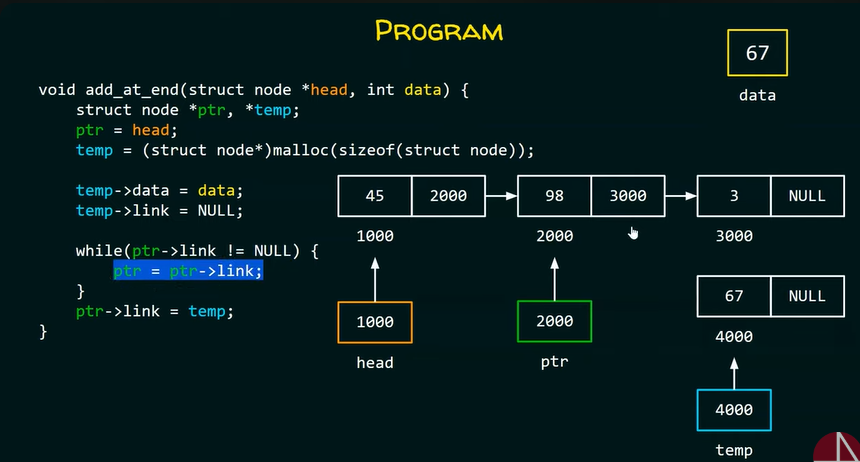 PROGRAM
67
data
void add_at_end(struct node *head, int data) {
struct node *ptr, *temp;
ptr = head;
temp = (struct node*)malloc(sizeof(struct node));
temp->data = data;
temp->link = NULL;
while(ptr->link != NULL) {
ptr = ptr->link;
}
ptr->link = temp;
}
45 2000 98 3000 3 NULL
1000 2000 3000
67 NULL
4000
1000 2000
head ptr
4000
temp